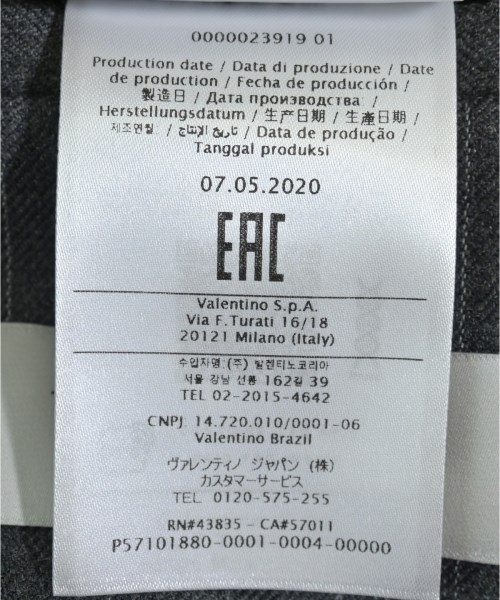 0000023919 01
Production date / Data di produzione / Date
de production / Fecha de producción /
製造日 / Дата производства /
Herstellungsdatum / 生产日期 / 生產日期 /
제조연월 / تاريخ الإنتاج / Data de produção /
Tanggal produksi
07.05.2020
EAC
Valentino S.p.A.
Via F.Turati 16/18
20121 Milano (Italy)
수입자명:(주) 발렌티노코리아
서울 강남 선릉 162길 39
TEL 02-2015-4642
CNPJ: 14.720.010/0001-06
Valentino Brazil
ヴァレンティノ ジャパン (株)
カスタマーサービス
TEL 0120-575-255
RN#43835 - CA#57011
P57101880-0001-0004-00000